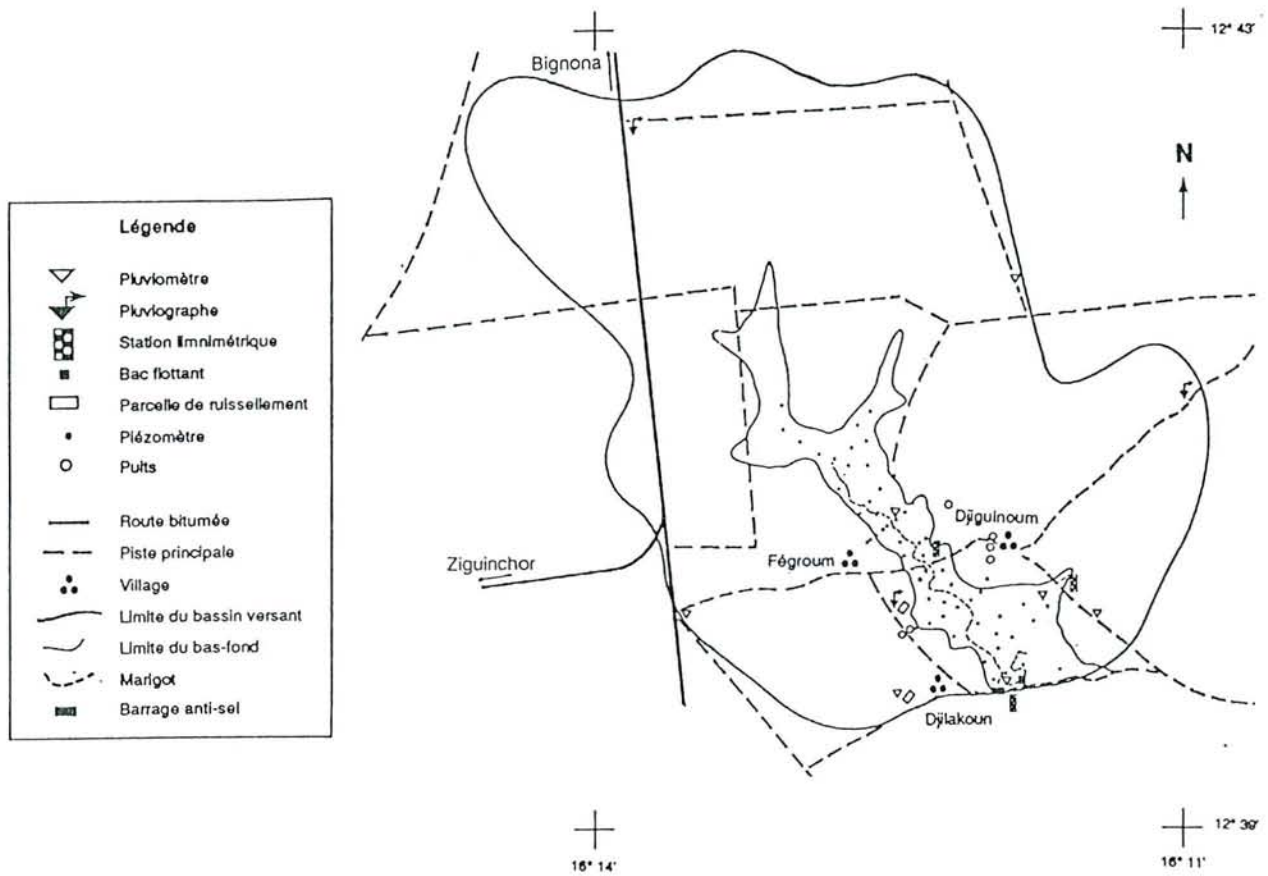 12° 43'
Bignona
N
Légende
Pluviomètre
Pluviographe
Station limnimétrique
Bac flottant
Parcelle de ruissellement
Piézomètre
Puits
Route bitumée
Piste principale
Village
Limite du bassin versant
Limite du bas-fond
Marigot
Barrage anti-sel
Djiguinoum
Fégroum
Ziguinchor
Djilakoun
12° 39'
16° 14'
16° 11'